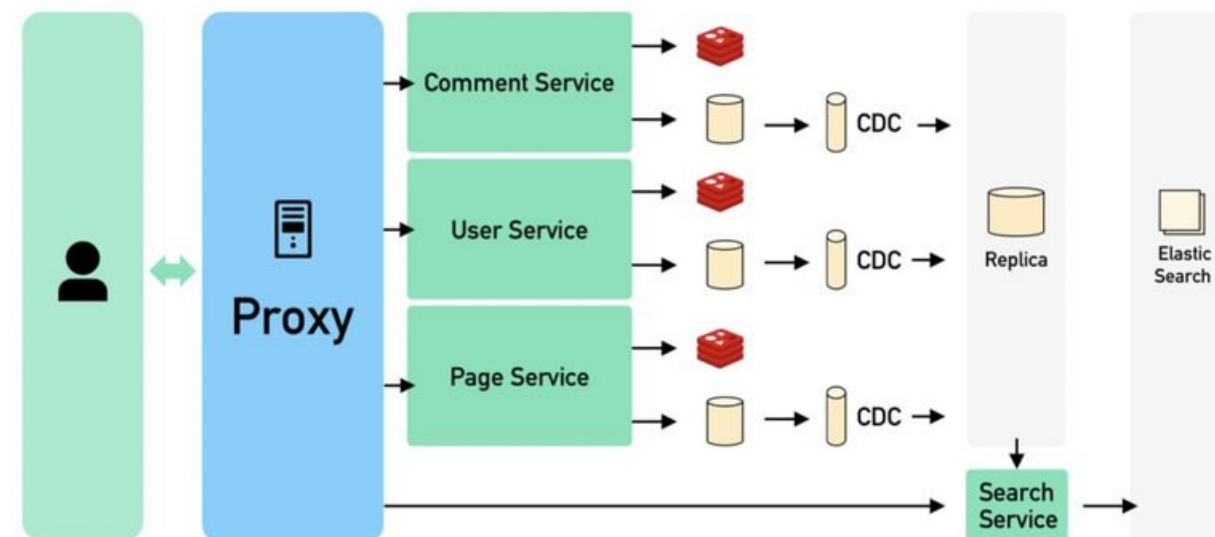 Proxy
Comment Service
CDC
User Service
CDC
Page Service
CDC
Replica
Elastic
Search
Search
Service